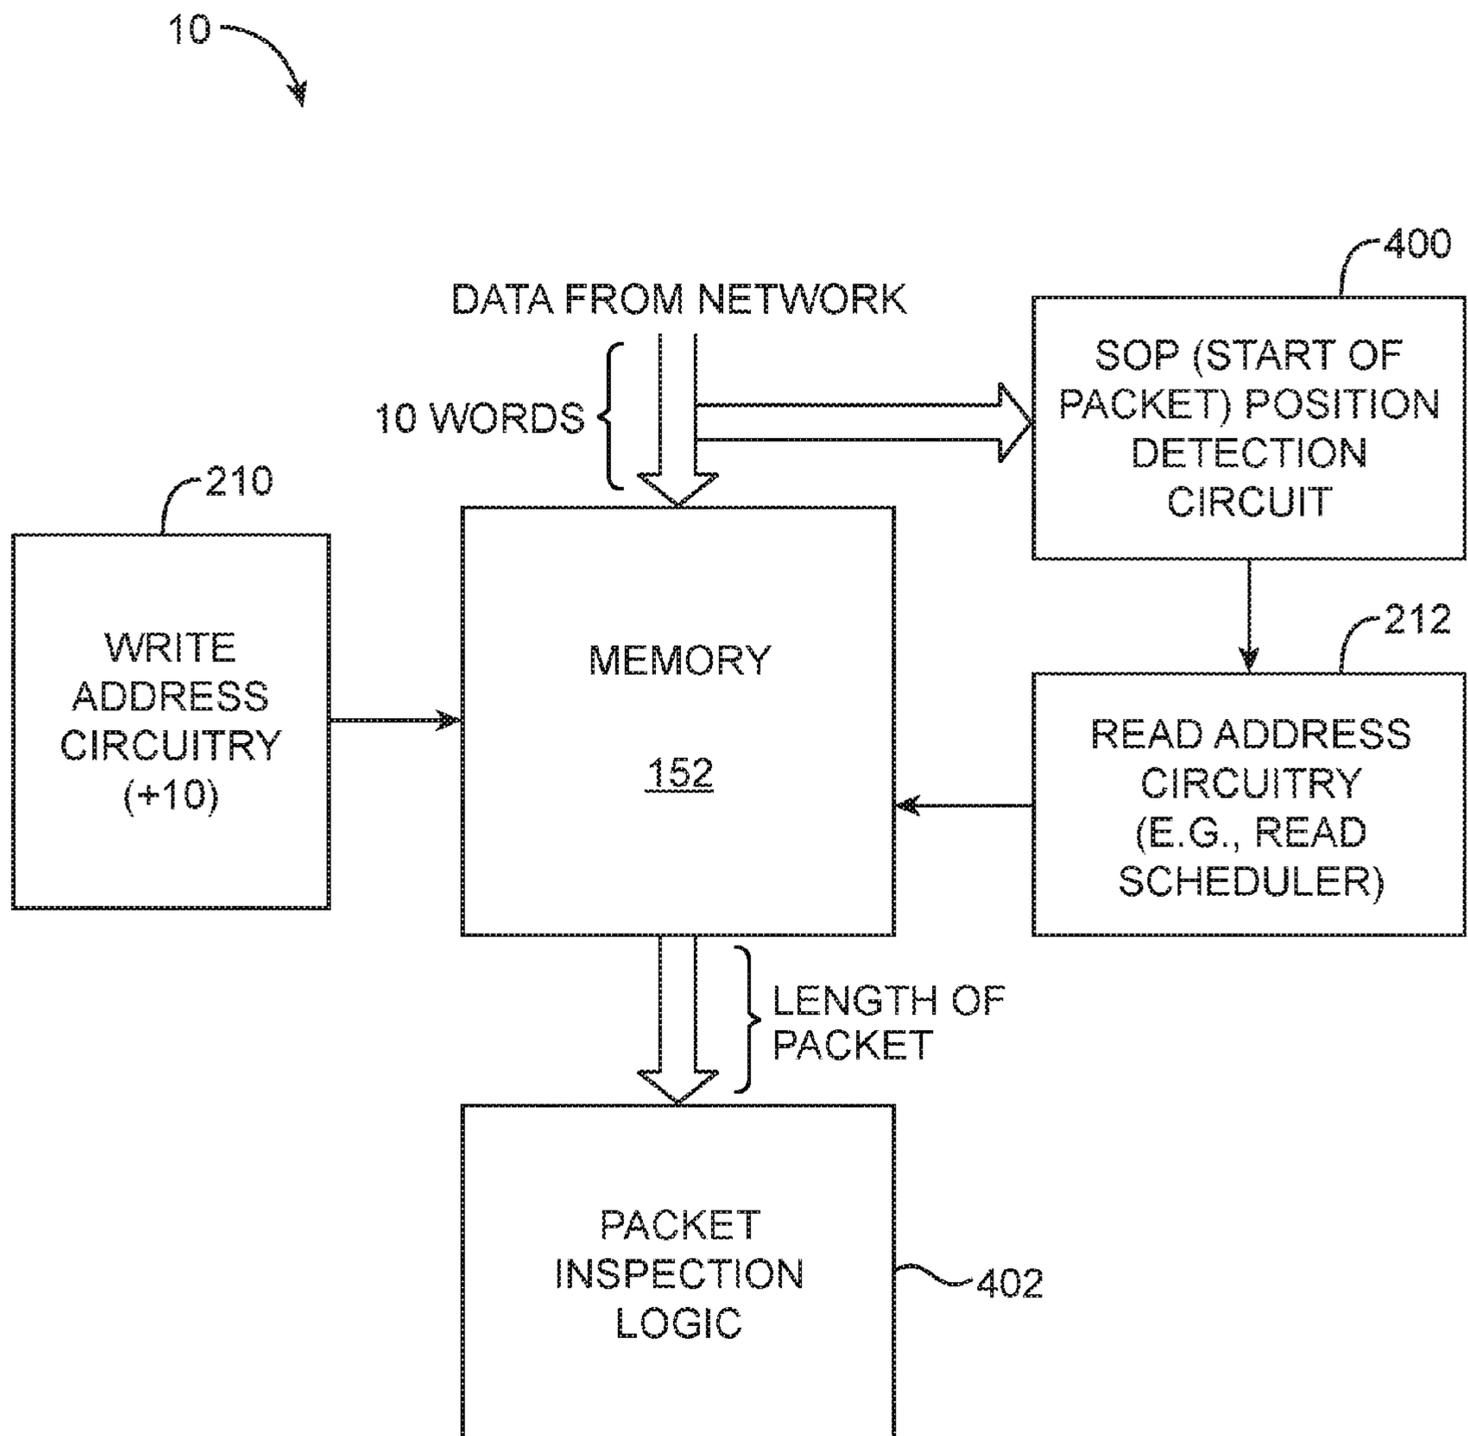 10
400
DATA FROM NETWORK
SOP (START OF
PACKET) POSITION
DETECTION
CIRCUIT
10 WORDS
210
WRITE
ADDRESS
CIRCUITRY
(+10)
MEMORY
152
212
READ ADDRESS
CIRCUITRY
(E.G., READ
SCHEDULER)
LENGTH OF
PACKET
PACKET
INSPECTION
LOGIC
402